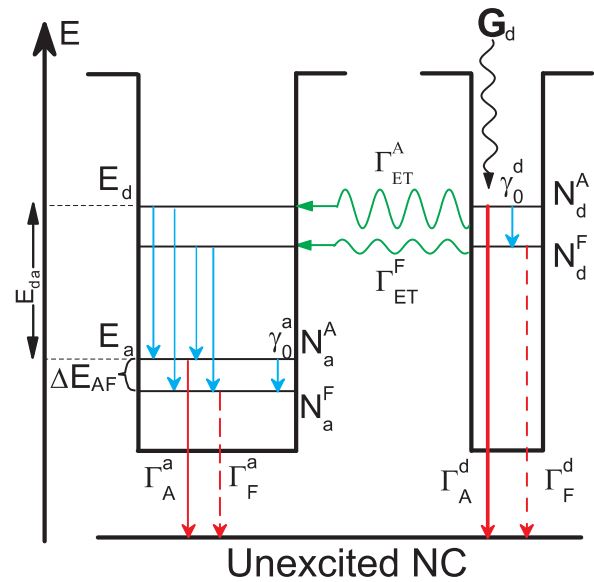 E
G_d
Γ_ET^A
γ_0^d
E_d
N_d^A
N_d^F
Γ_ET^F
E_da
E_a
γ_0^a
N_a^A
ΔE_AF
N_a^F
Γ_A^a
Γ_F^a
Γ_A^d
Γ_F^d
Unexcited NC